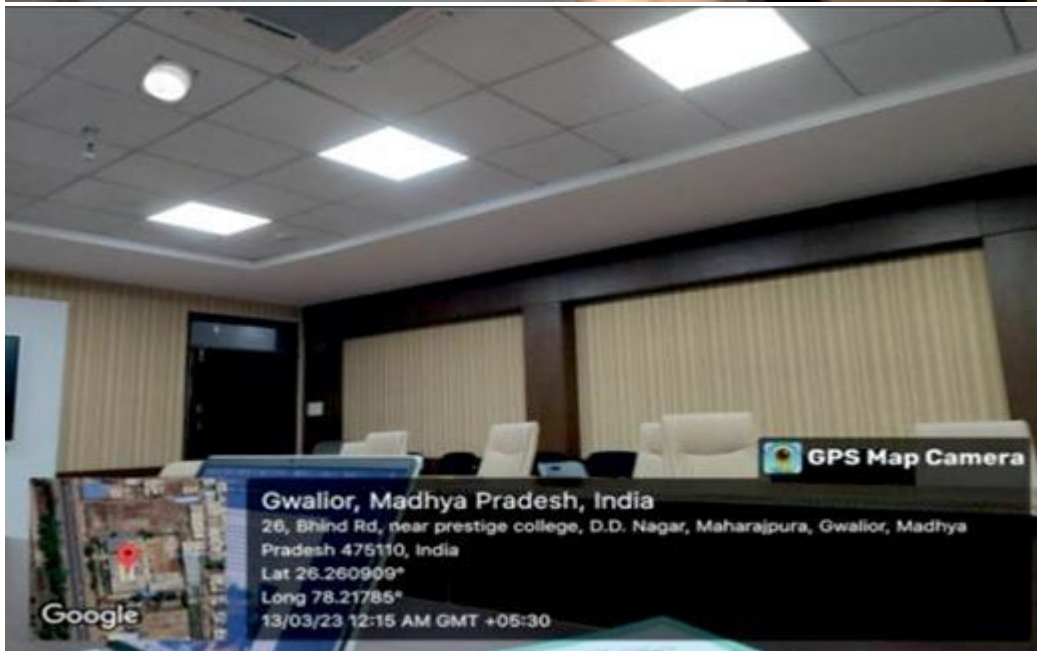 GPS Map Camera
Gwalior, Madhya Pradesh, India
26, Bhind Rd, near prestige college, D.D. Nagar, Maharajpura, Gwalior, Madhya
Pradesh 475110, India
Lat 26.260909°
Long 78.21785°
13/03/23 12:15 AM GMT +05:30
Google